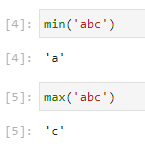 [4]: min('abc')
[4]: 'a'
[5]: max('abc')
[5]: 'c'